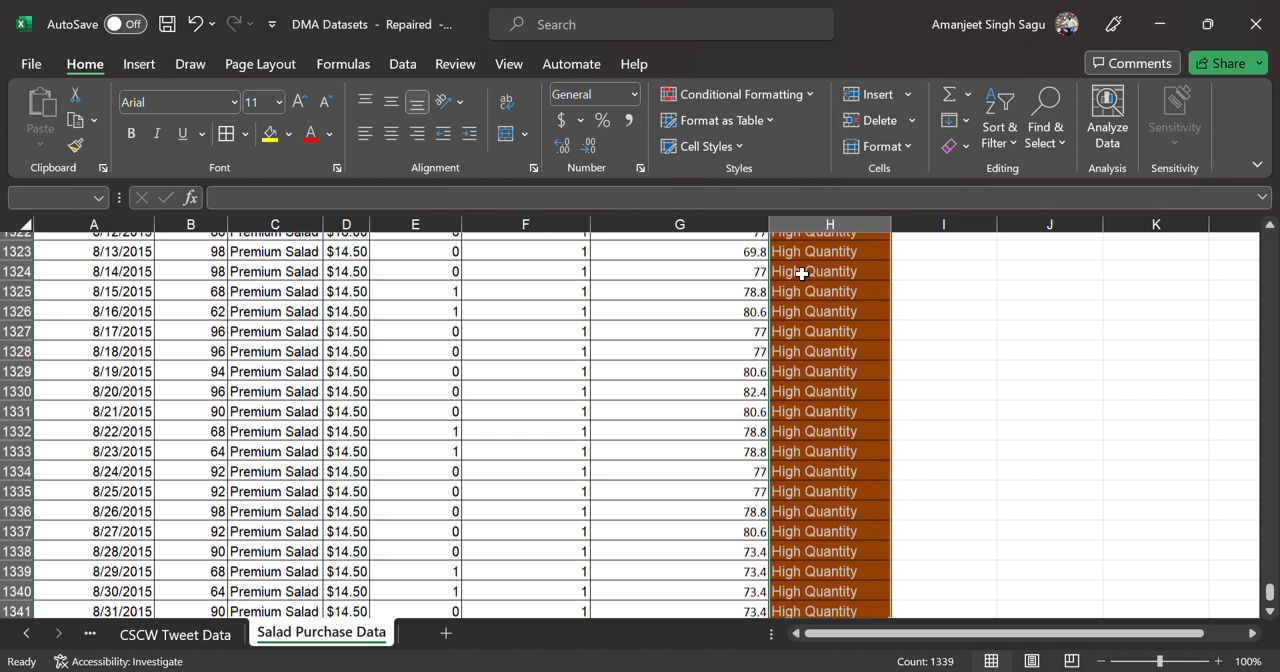 AutoSave Off DMA Datasets - Repaired -... Search Amanjeet Singh Sagu
File Home Insert Draw Page Layout Formulas Data Review View Automate Help Comments Share
Paste Arial 11 General Conditional Formatting Insert Sort & Find & Analyze Sensitivity
Format as Table Delete Filter Select Data
Cell Styles Format
Clipboard Font Alignment Number Styles Cells Editing Analysis Sensitivity
A B C D E F G H I J K
1323 8/13/2015 98 Premium Salad $14.50 0 1 69.8 High Quantity
1324 8/14/2015 98 Premium Salad $14.50 0 1 77 High Quantity
1325 8/15/2015 68 Premium Salad $14.50 1 1 78.8 High Quantity
1326 8/16/2015 62 Premium Salad $14.50 1 1 80.6 High Quantity
1327 8/17/2015 96 Premium Salad $14.50 0 1 77 High Quantity
1328 8/18/2015 96 Premium Salad $14.50 0 1 77 High Quantity
1329 8/19/2015 94 Premium Salad $14.50 0 1 80.6 High Quantity
1330 8/20/2015 96 Premium Salad $14.50 0 1 82.4 High Quantity
1331 8/21/2015 90 Premium Salad $14.50 0 1 80.6 High Quantity
1332 8/22/2015 68 Premium Salad $14.50 1 1 78.8 High Quantity
1333 8/23/2015 64 Premium Salad $14.50 1 1 78.8 High Quantity
1334 8/24/2015 92 Premium Salad $14.50 0 1 77 High Quantity
1335 8/25/2015 92 Premium Salad $14.50 0 1 77 High Quantity
1336 8/26/2015 98 Premium Salad $14.50 0 1 78.8 High Quantity
1337 8/27/2015 92 Premium Salad $14.50 0 1 80.6 High Quantity
1338 8/28/2015 90 Premium Salad $14.50 0 1 73.4 High Quantity
1339 8/29/2015 68 Premium Salad $14.50 1 1 73.4 High Quantity
1340 8/30/2015 64 Premium Salad $14.50 1 1 73.4 High Quantity
1341 8/31/2015 90 Premium Salad $14.50 0 1 73.4 High Quantity
CSCW Tweet Data Salad Purchase Data
Ready Accessibility: Investigate Count: 1339 100%